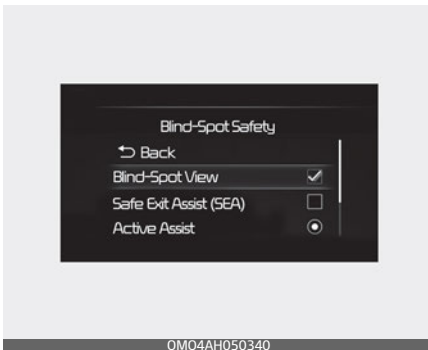 Blind-Spot Safety
Back
Blind-Spot View
Safe Exit Assist (SEA)
Active Assist
OMO4AH050340